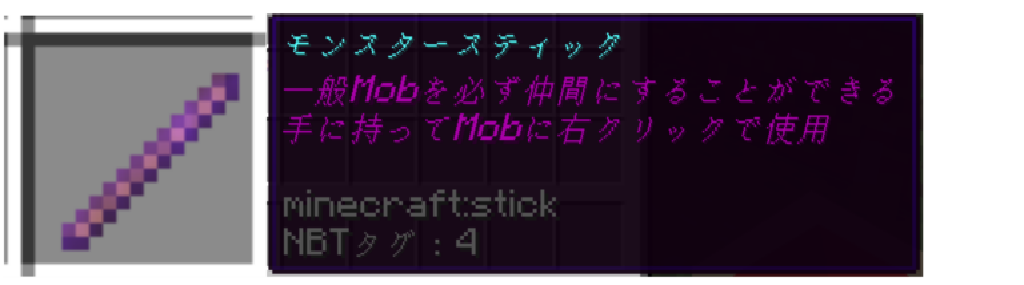 モンスタースティック
一般Mobを必ず仲間にすることができる
手に持ってMobに右クリックで使用
minecraft:stick
NBTタグ：4